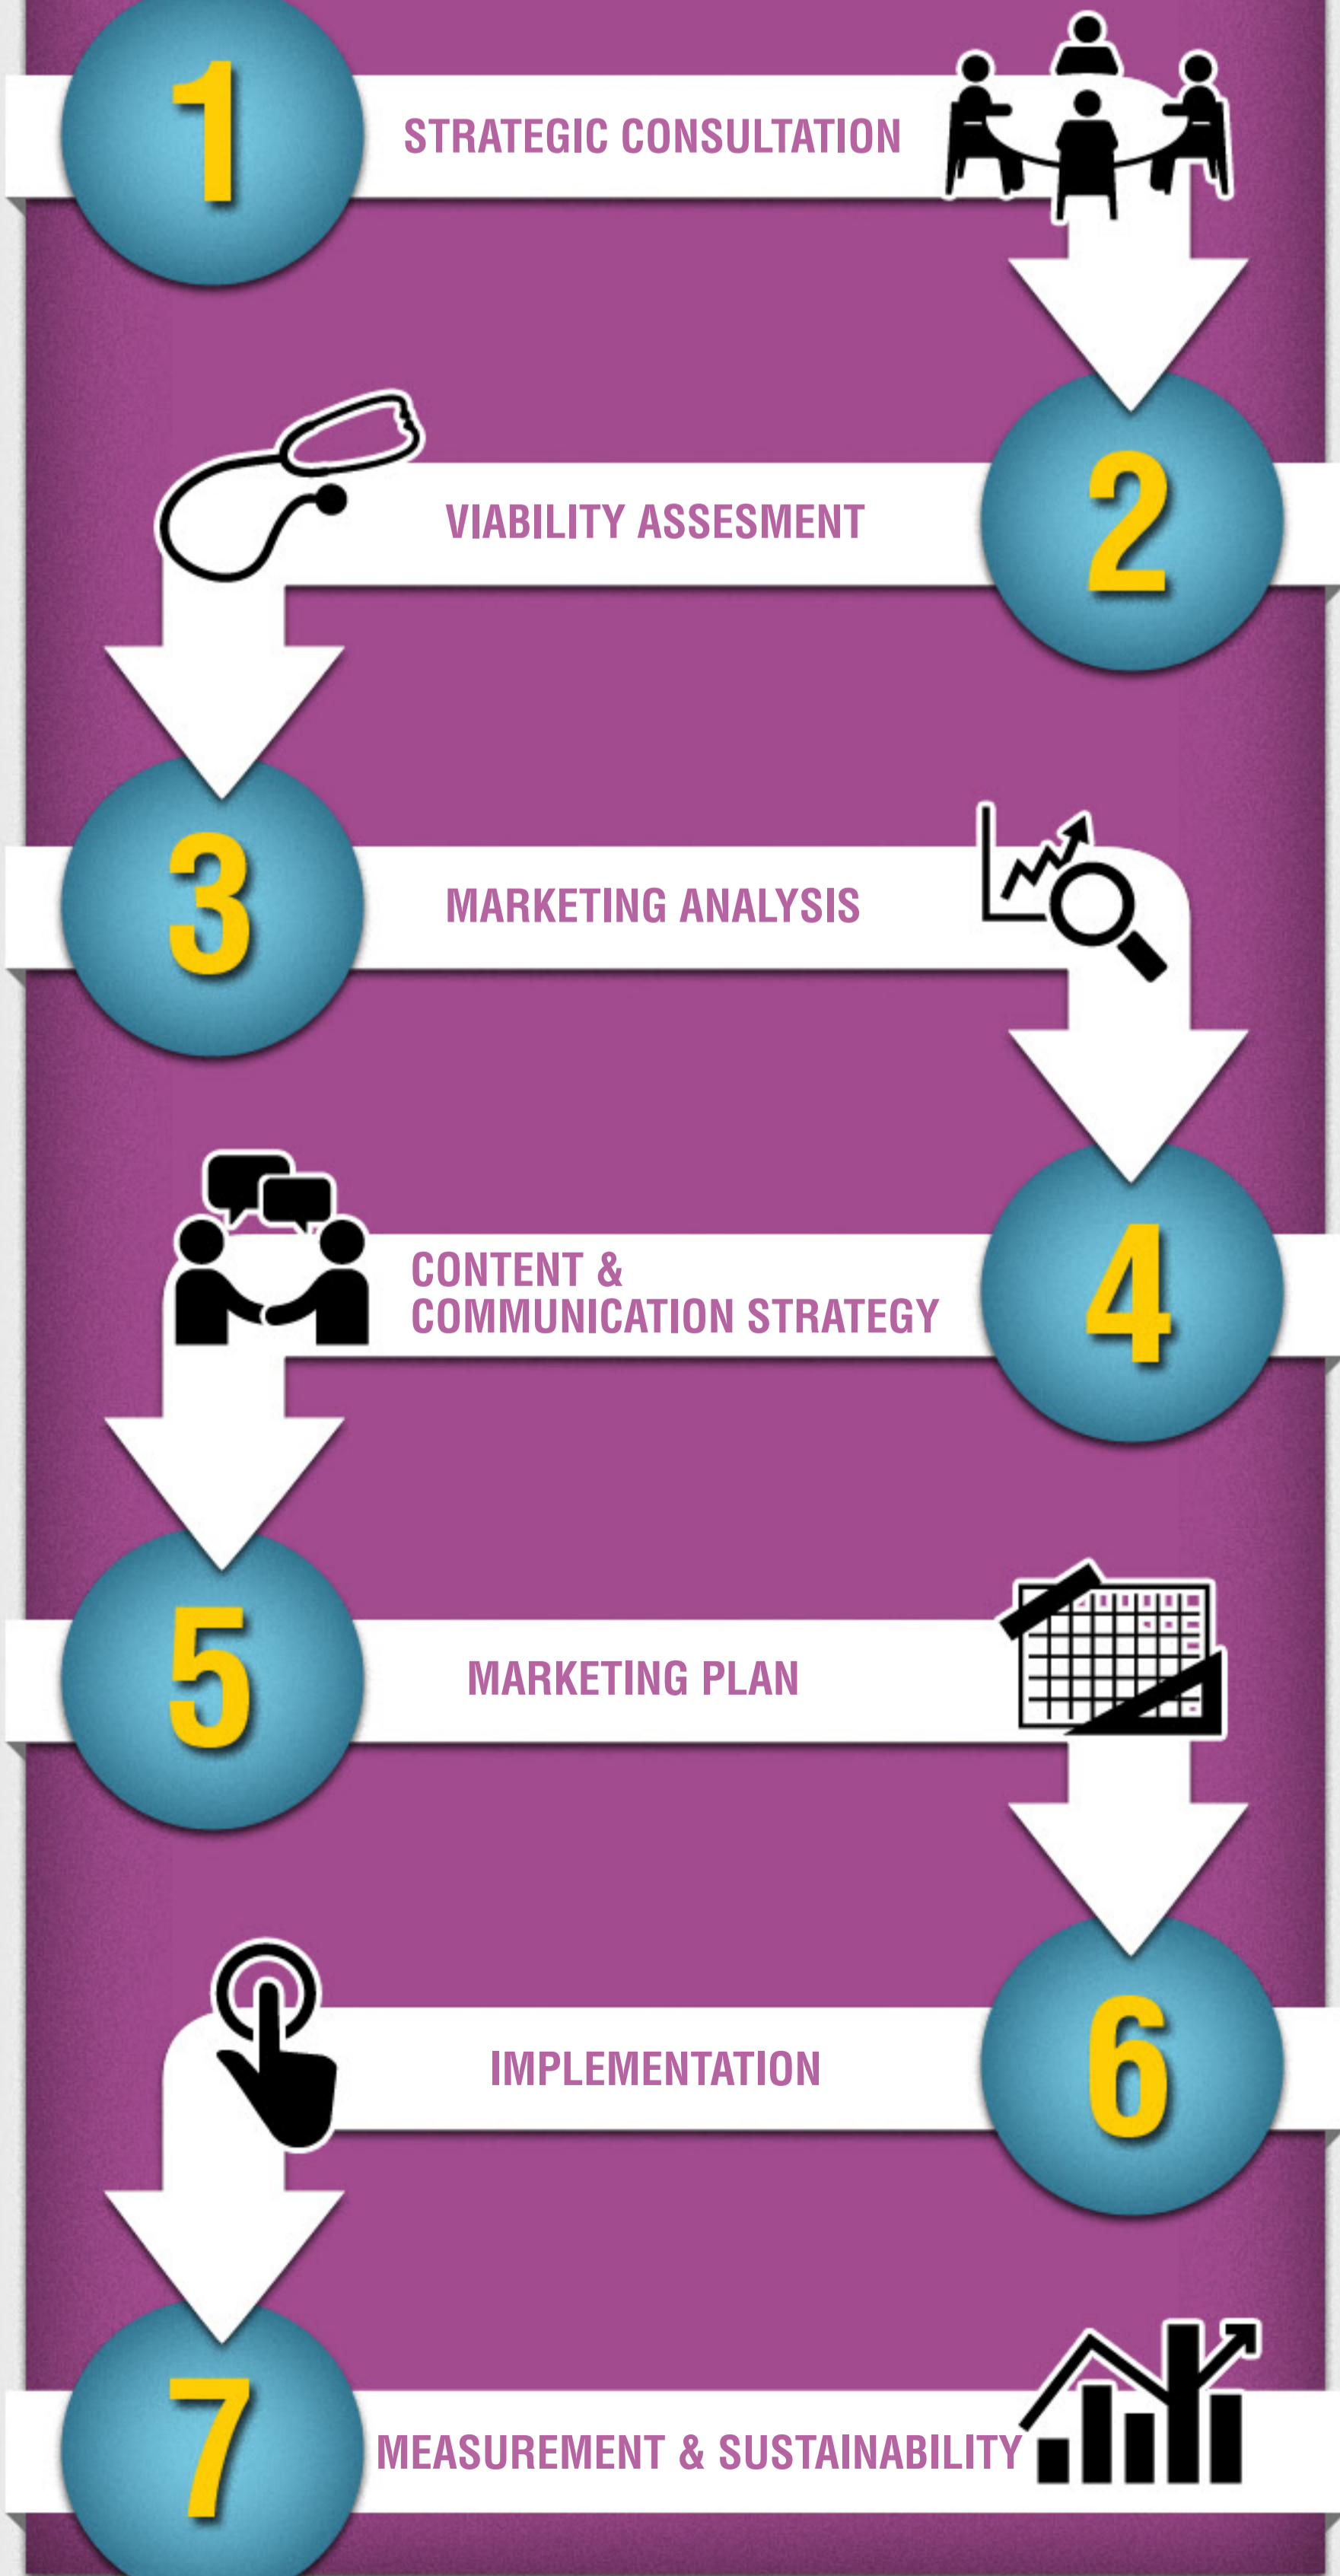 1
STRATEGIC CONSULTATION
2
VIABILITY ASSESMENT
3
MARKETING ANALYSIS
4
CONTENT &
COMMUNICATION STRATEGY
5
MARKETING PLAN
6
IMPLEMENTATION
7
MEASUREMENT & SUSTAINABILITY